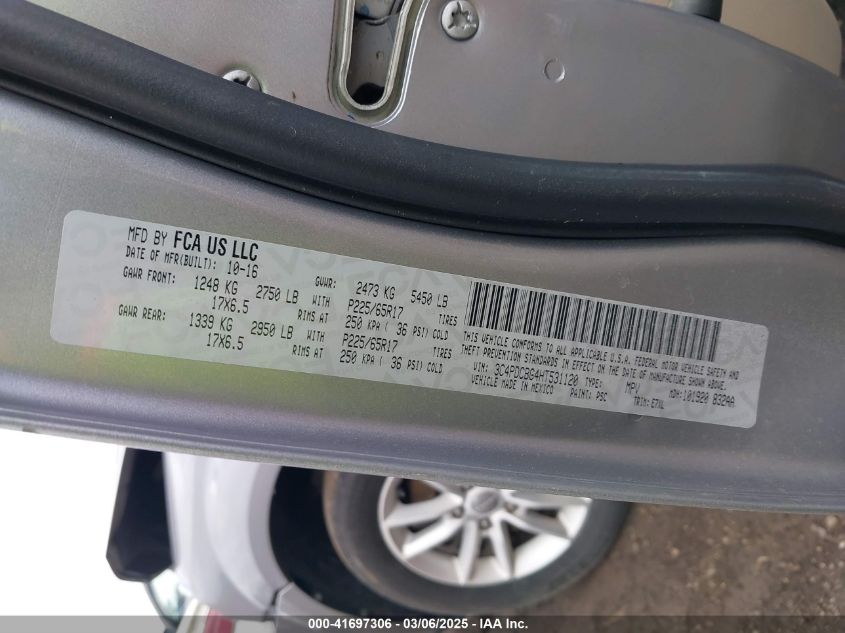 MFD BY FCA US LLC
DATE OF MFR(BUILT): 10-16
GVWR: 2473 KG 5450 LB
GAWR FRONT: 1248 KG 2750 LB WITH P225/65R17 TIRES
17X6.5 RIMS AT 250 KPA ( 36 PSI) COLD
GAWR REAR: 1339 KG 2950 LB WITH P225/65R17 TIRES
17X6.5 RIMS AT 250 KPA ( 36 PSI) COLD
THIS VEHICLE CONFORMS TO ALL APPLICABLE U.S.A. FEDERAL MOTOR VEHICLE SAFETY AND
THEFT PREVENTION STANDARDS IN EFFECT ON THE DATE OF MANUFACTURE SHOWN ABOVE.
VIN: 3C4PDCBG4HT531120 TYPE: MPV MDH: 101920 B32AA
VEHICLE MADE IN MEXICO PAINT: PSC TRIM: E7XL
000-41697306 - 03/06/2025 - IAA Inc.